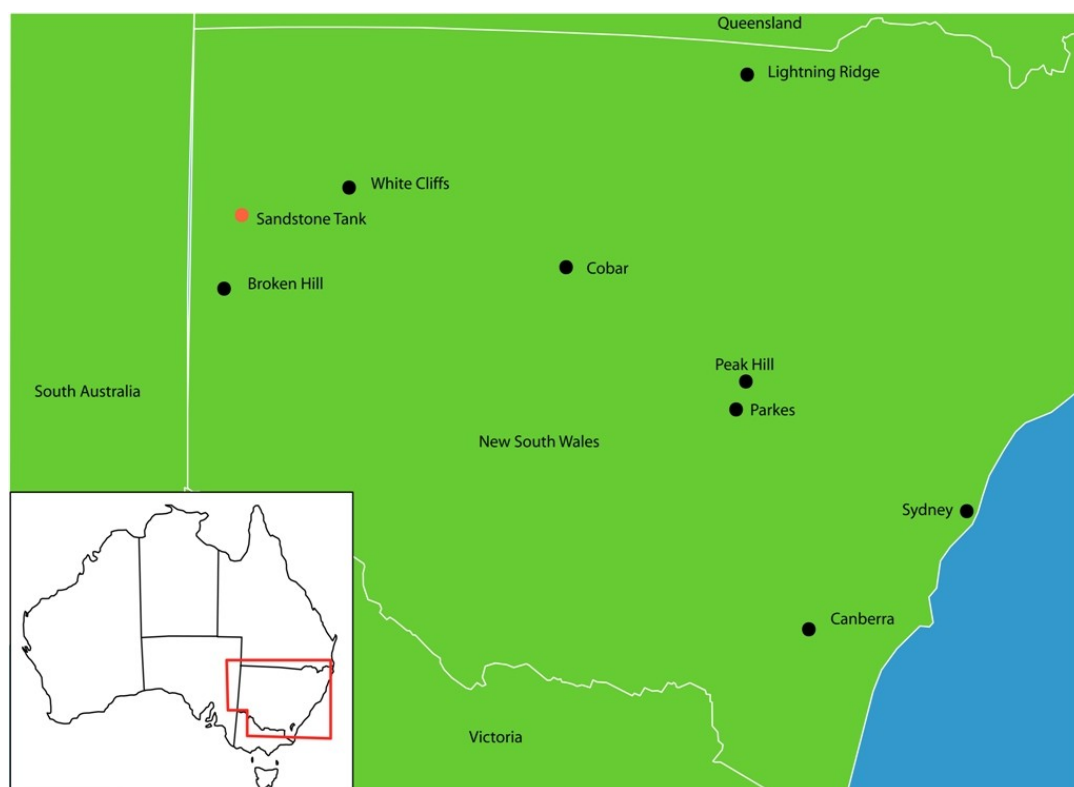 Queensland
Lightning Ridge
White Cliffs
Sandstone Tank
Cobar
Broken Hill
Peak Hill
South Australia
Parkes
New South Wales
Sydney
Canberra
Victoria